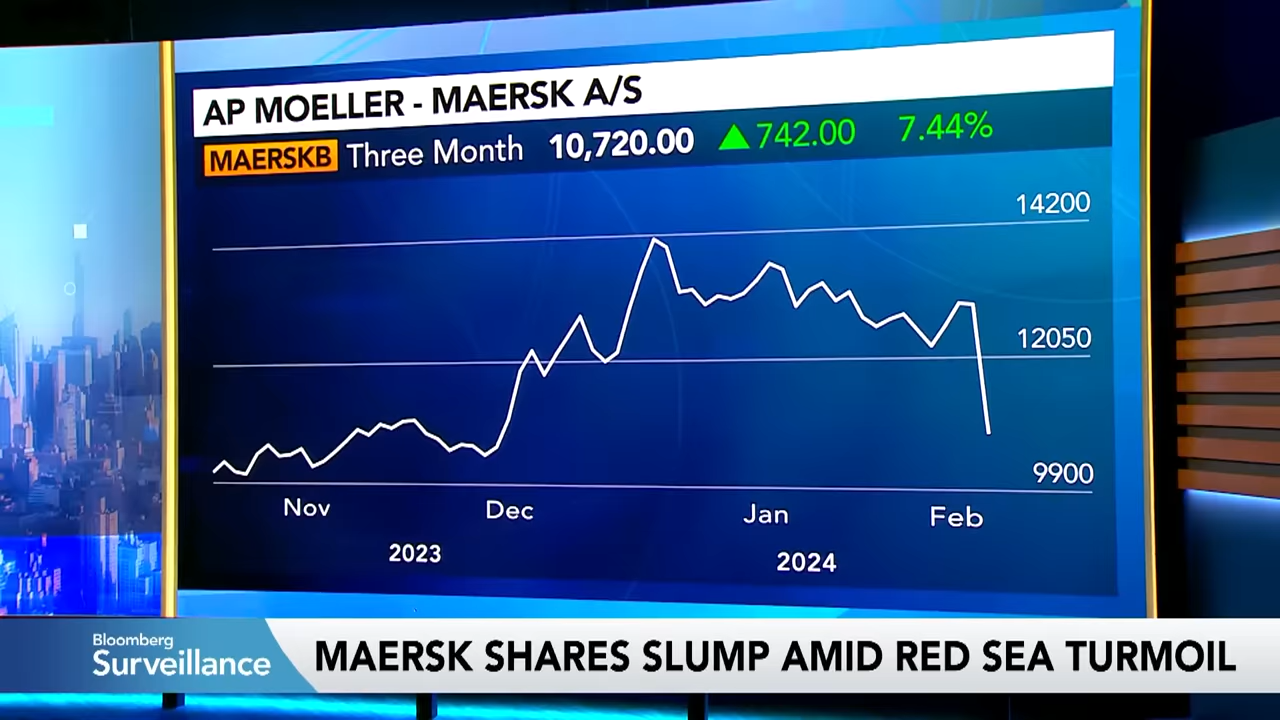 AP MOELLER - MAERSK A/S
MAERSKB Three Month 10,720.00 ▲ 742.00 7.44%
14200
12050
9900
Nov Dec Jan Feb
2023 2024
Bloomberg
Surveillance
MAERSK SHARES SLUMP AMID RED SEA TURMOIL